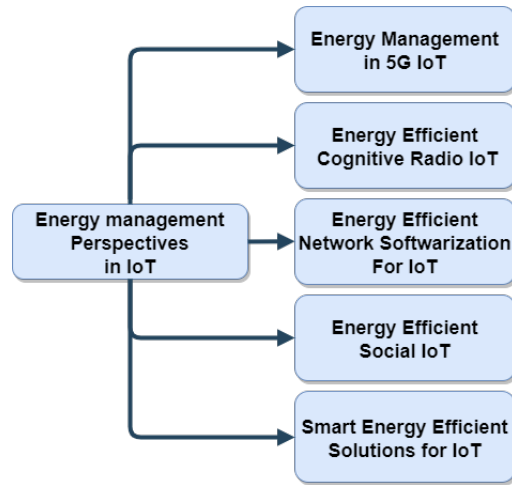 Energy Management
in 5G IoT
Energy Efficient
Cognitive Radio IoT
Energy management
Perspectives
in IoT
Energy Efficient
Network Softwarization
For IoT
Energy Efficient
Social IoT
Smart Energy Efficient
Solutions for IoT